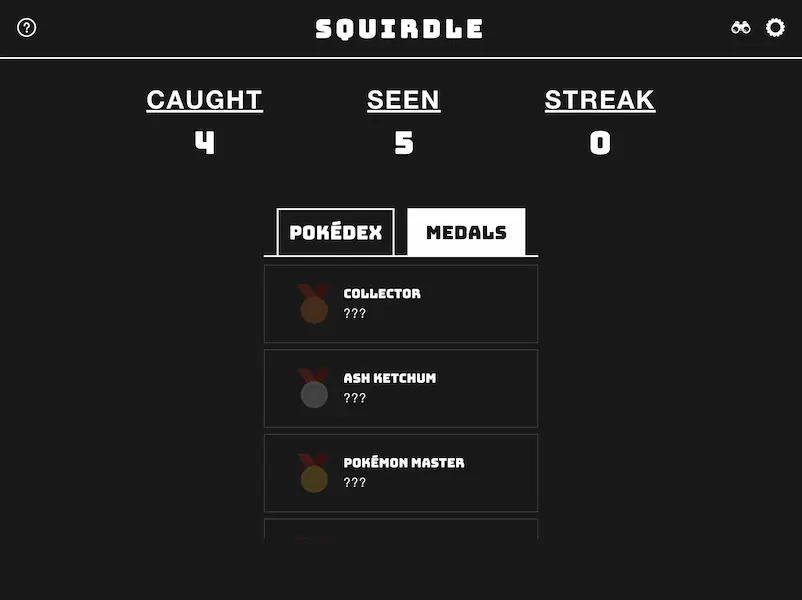 ?
SQUIRDLE
CAUGHT SEEN STREAK
4 5 0
POKÉDEX MEDALS
COLLECTOR
???
ASH KETCHUM
???
POKÉMON MASTER
???